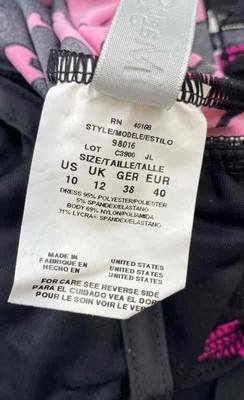 RN 49168
STYLE/MODELE/ESTILO
98016
LOT C3900 JL
SIZE/TAILLE/TALLE
US UK GER EUR
10 12 38 40
DRESS 95% POLYESTER/POLIESTER
5% SPANDEX/ELASTANO
BODY 69% NYLON/POLIAMIDA
31% LYCRA® SPANDEX/ELASTANO
MADE IN UNITED STATES
FABRIQUE EN UNITED STATES
HECHO EN UNITED STATES
FOR CARE SEE REVERSE SIDE
PARA EL CUIDADO VEA EL DOR
POUR LE SOIN VOIR LE VERSO